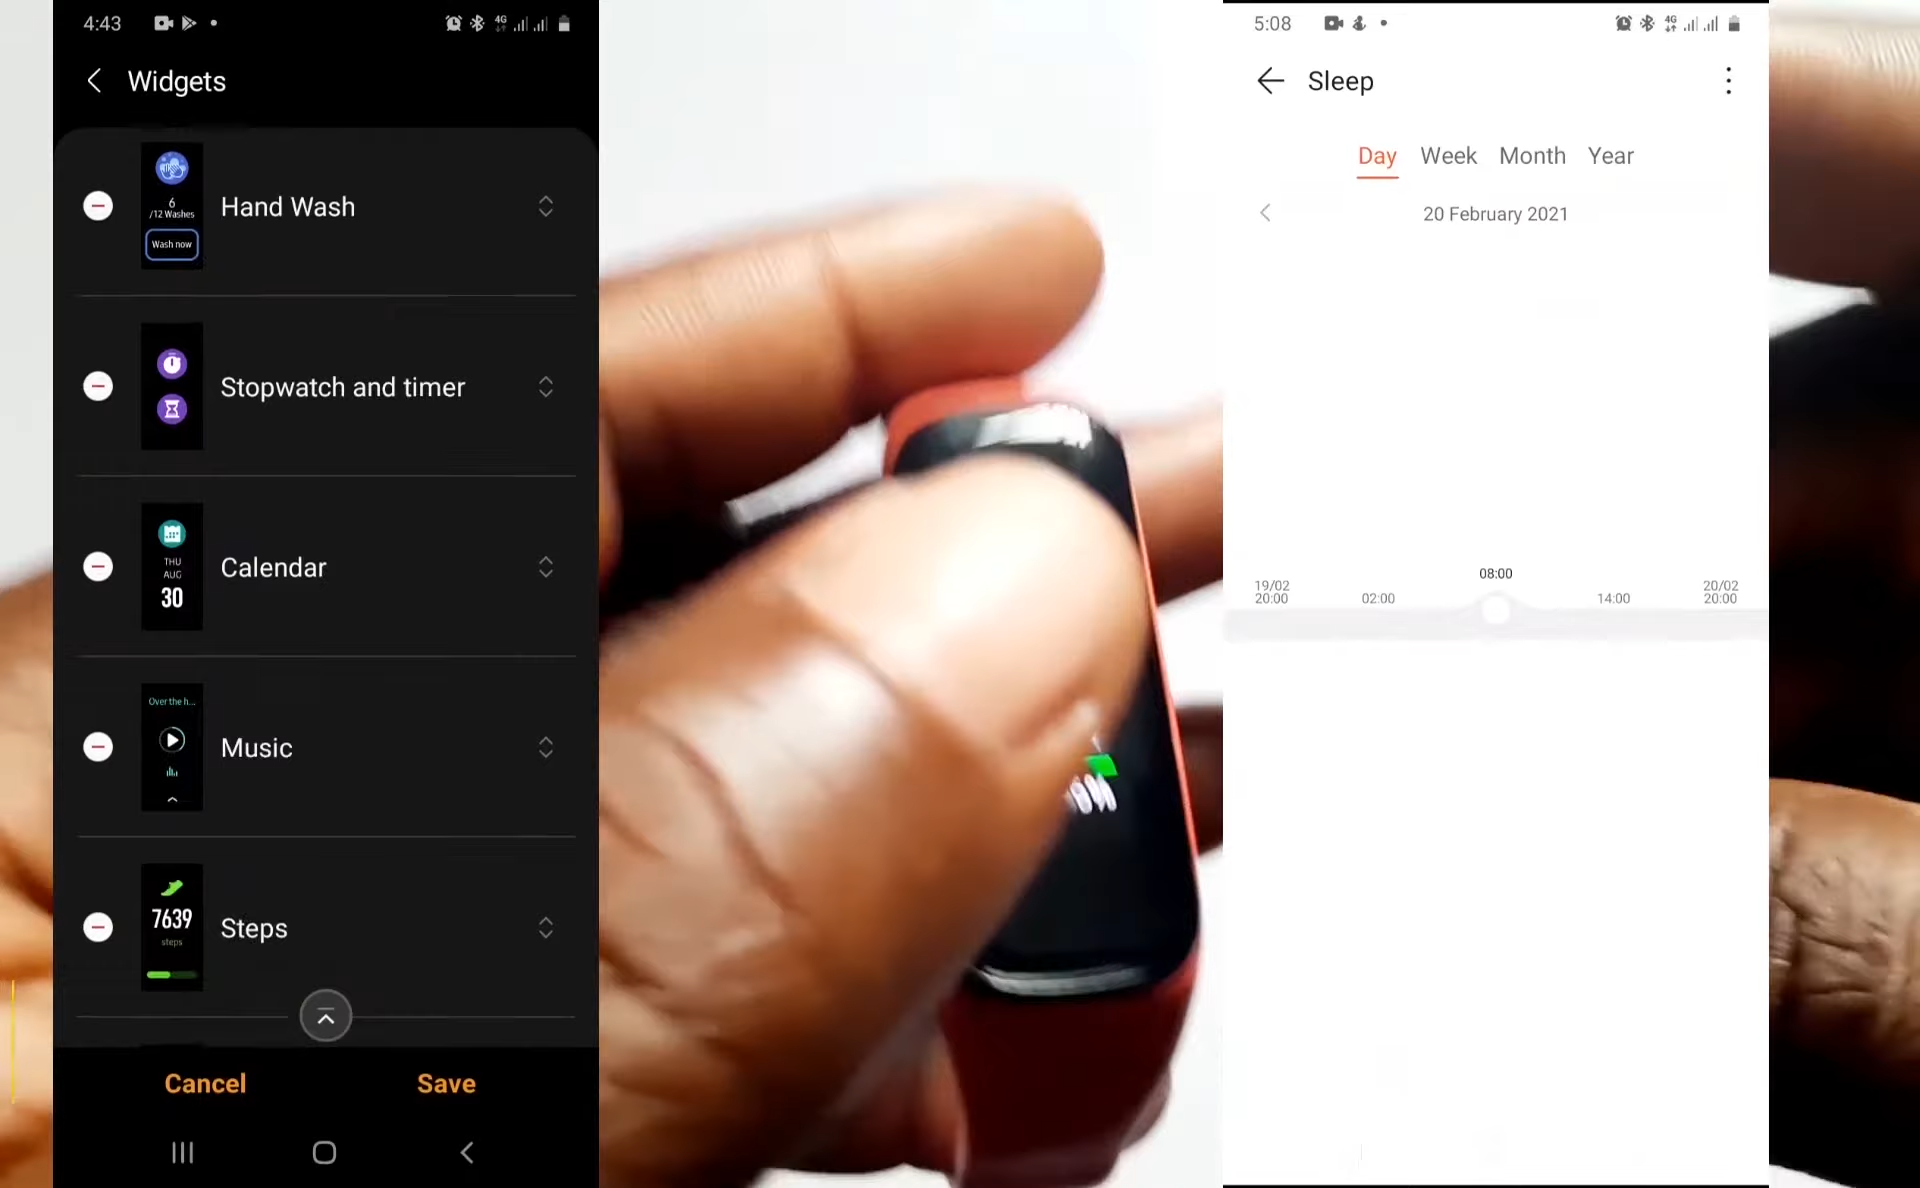 4:43
4G
Widgets
6
/12 Washes
Wash now
Hand Wash
Stopwatch and timer
THU
AUG
30
Calendar
Over the h...
Music
7639
steps
Steps
Cancel
Save
5:08
4G
Sleep
Day Week Month Year
20 February 2021
08:00
19/02
20:00
02:00
14:00
20/02
20:00